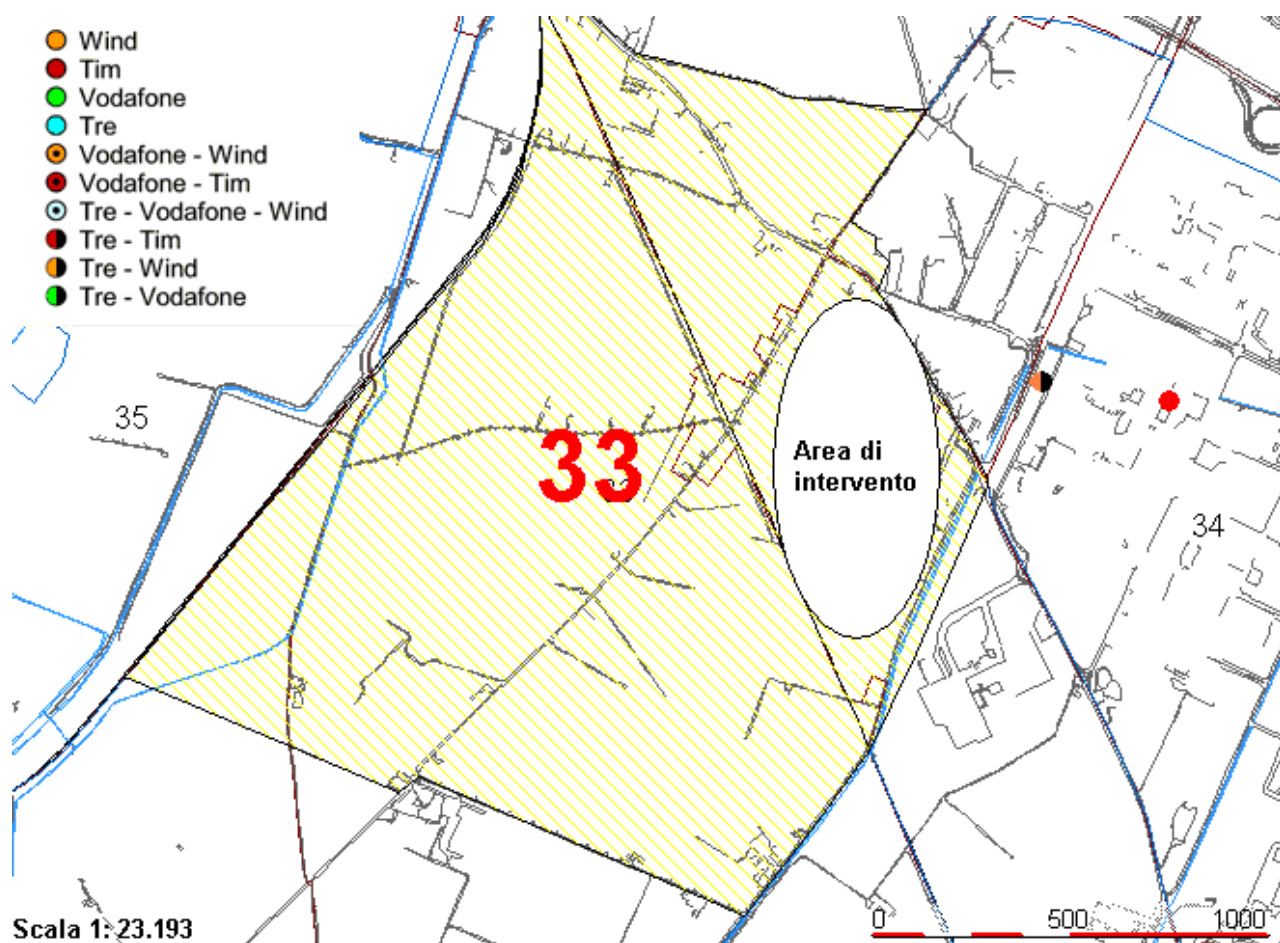 Wind
Tim
Vodafone
Tre
Vodafone - Wind
Vodafone - Tim
Tre - Vodafone - Wind
Tre - Tim
Tre - Wind
Tre - Vodafone
35
33
Area di
intervento
34
Scala 1: 23.193
0 500 1000